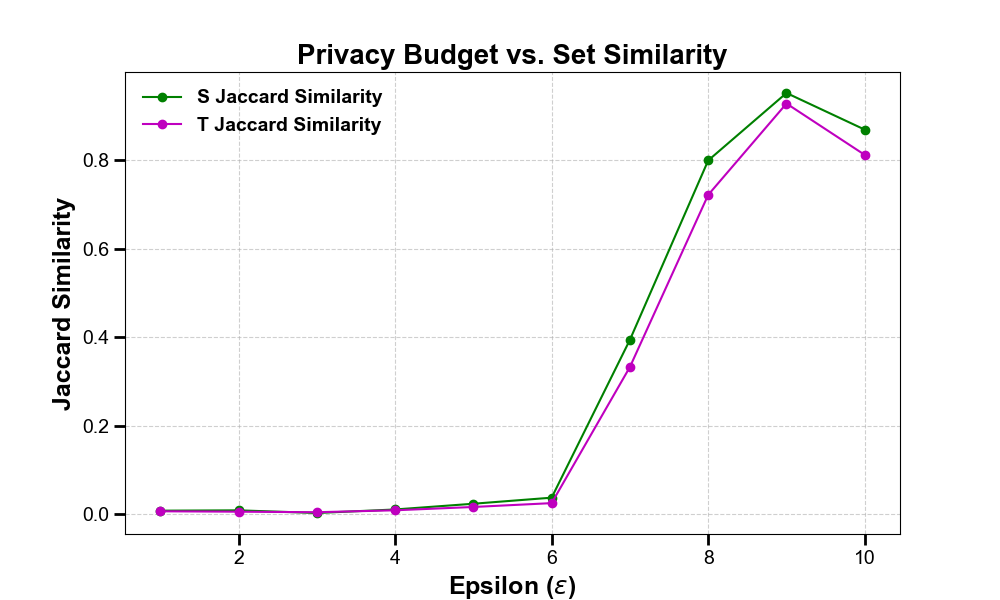 Privacy Budget vs. Set Similarity
S Jaccard Similarity
T Jaccard Similarity
Jaccard Similarity
0.8
0.6
0.4
0.2
0.0
2 4 6 8 10
Epsilon (ε)